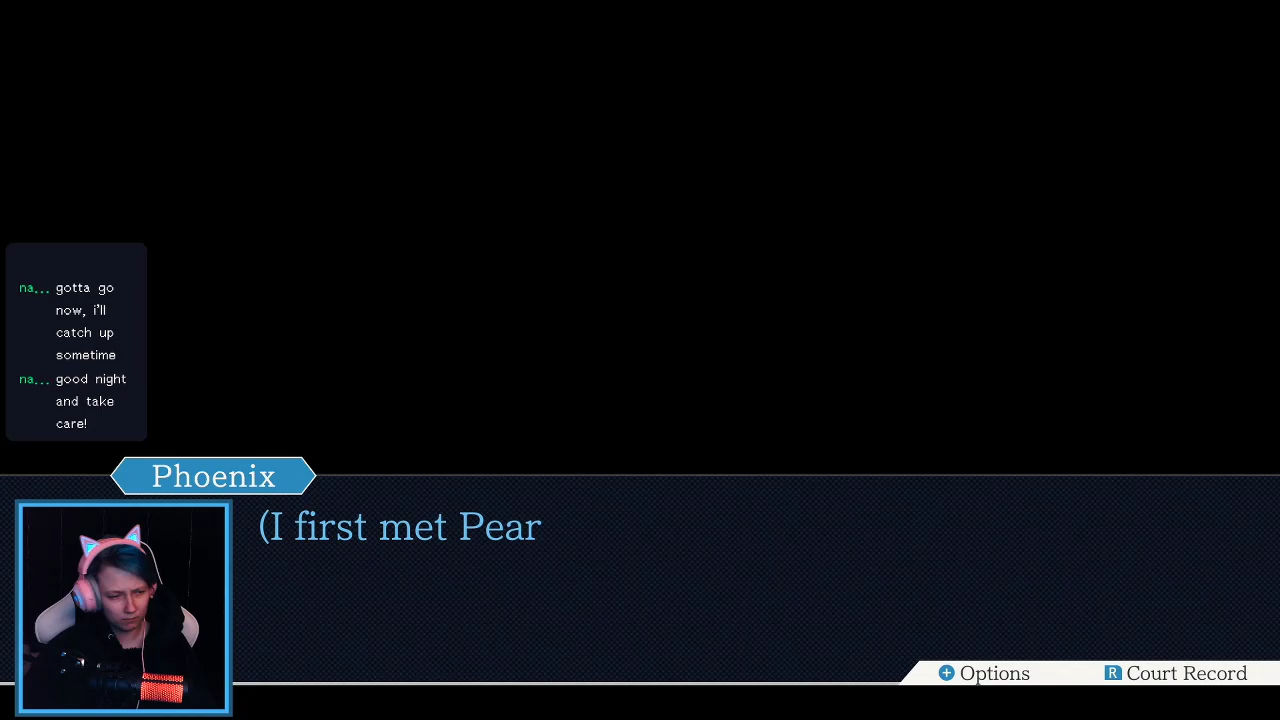 na... gotta go
now, i'll
catch up
sometime
na... good night
and take
care!
Phoenix
(I first met Pear
+ Options
R Court Record